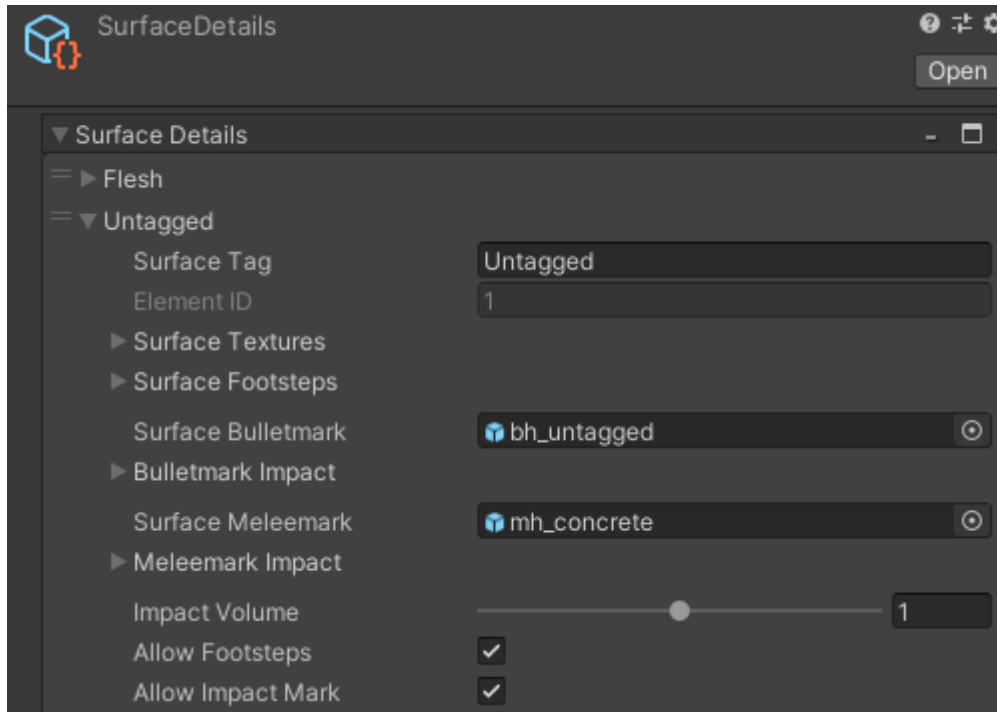 SurfaceDetails
Open
Surface Details
Flesh
Untagged
Surface Tag Untagged
Element ID 1
Surface Textures
Surface Footsteps
Surface Bulletmark bh_untagged
Bulletmark Impact
Surface Meleemark mh_concrete
Meleemark Impact
Impact Volume 1
Allow Footsteps
Allow Impact Mark